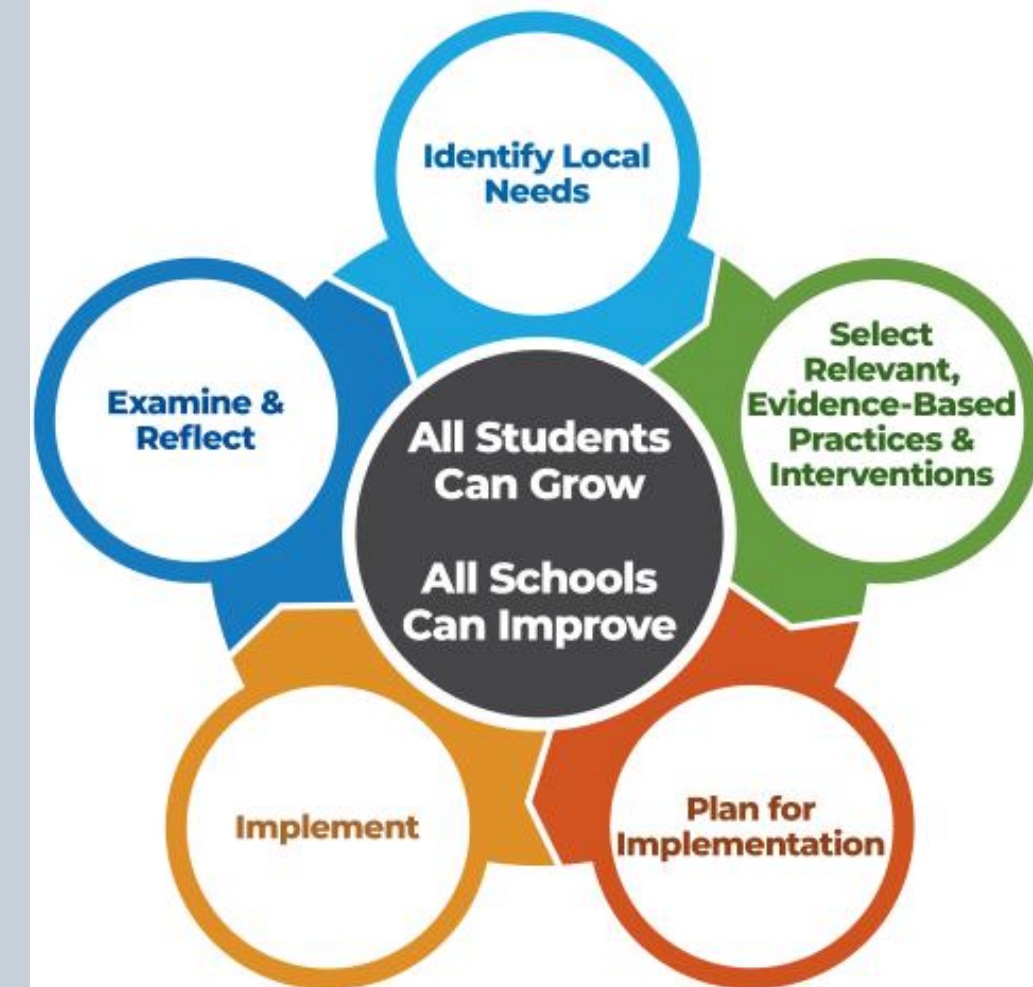 Identify Local
Needs
Select
Relevant,
Evidence-Based
Practices &
Interventions
Plan for
Implementation
Implement
Examine &
Reflect
All Students
Can Grow
All Schools
Can Improve